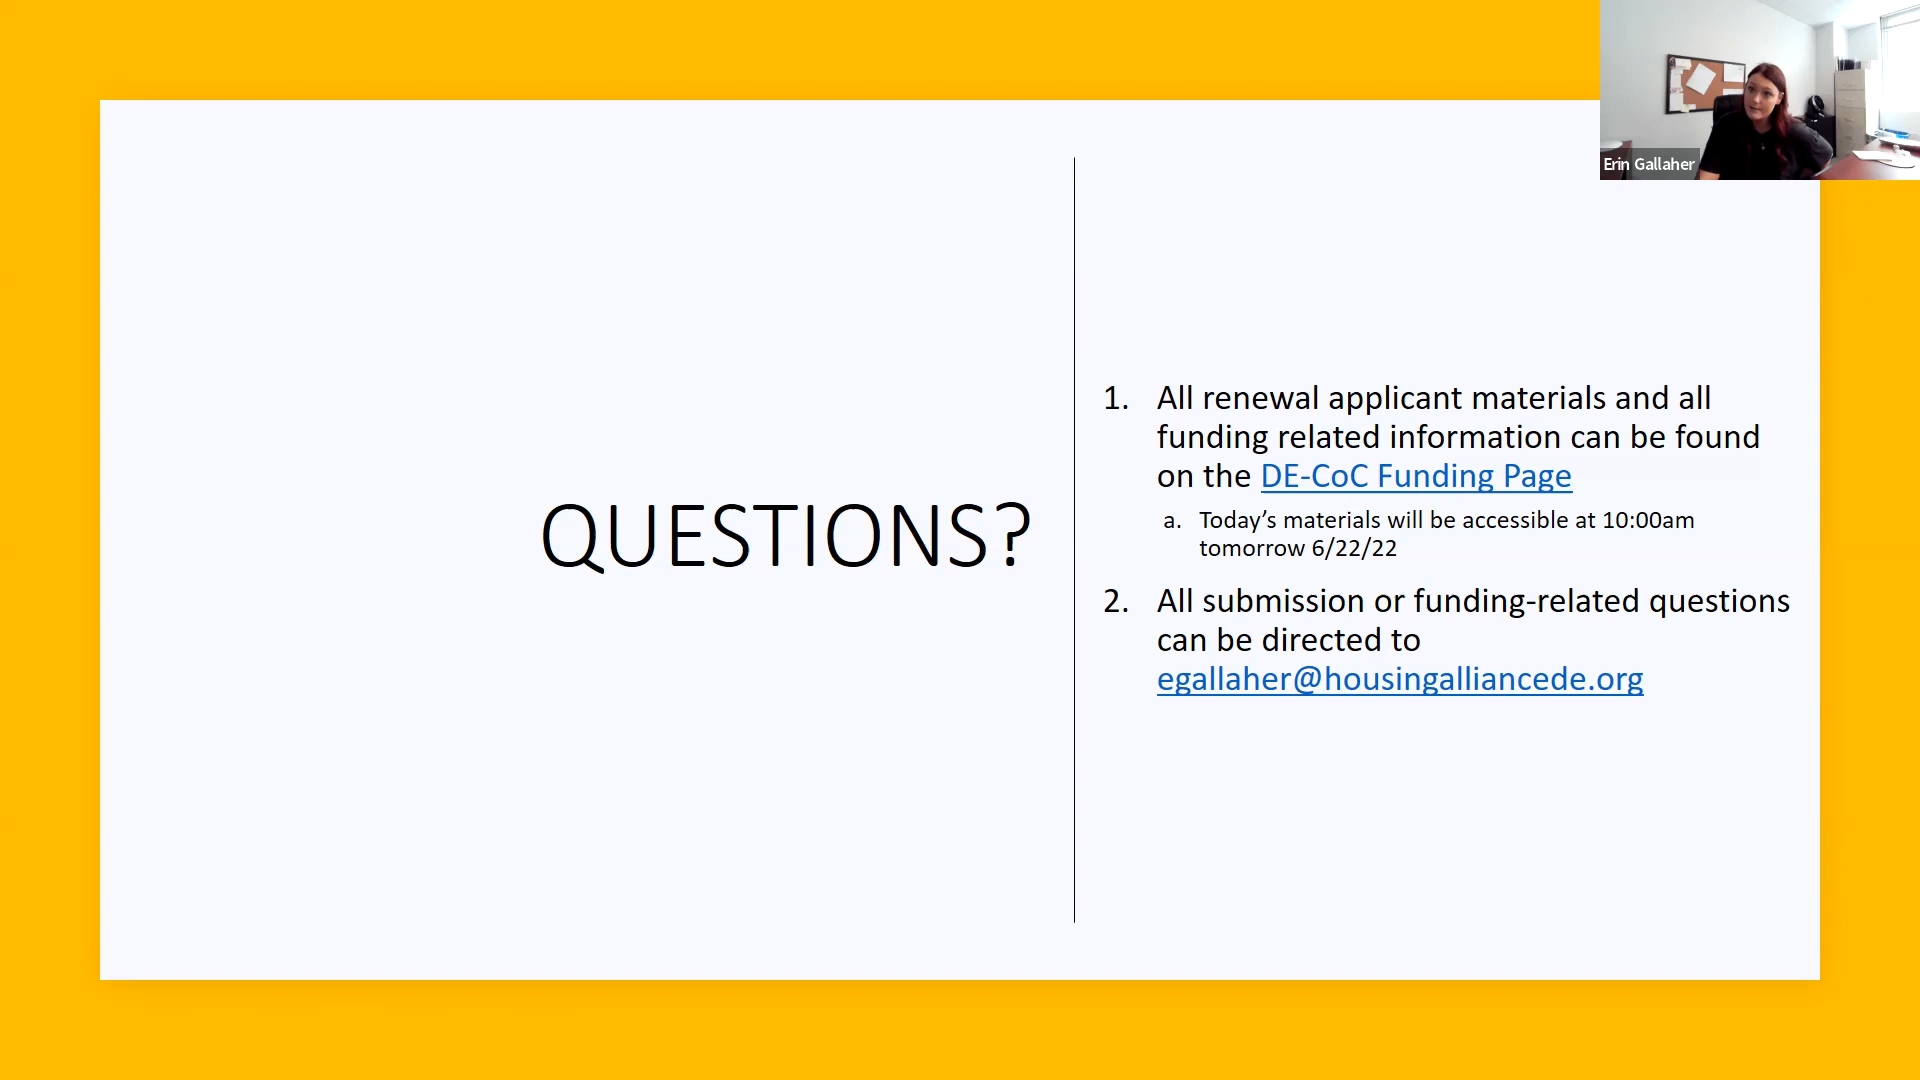 Erin Gallaher
QUESTIONS?
1. All renewal applicant materials and all
funding related information can be found
on the DE-CoC Funding Page
a. Today’s materials will be accessible at 10:00am
tomorrow 6/22/22
2. All submission or funding-related questions
can be directed to
egallaher@housingalliancede.org